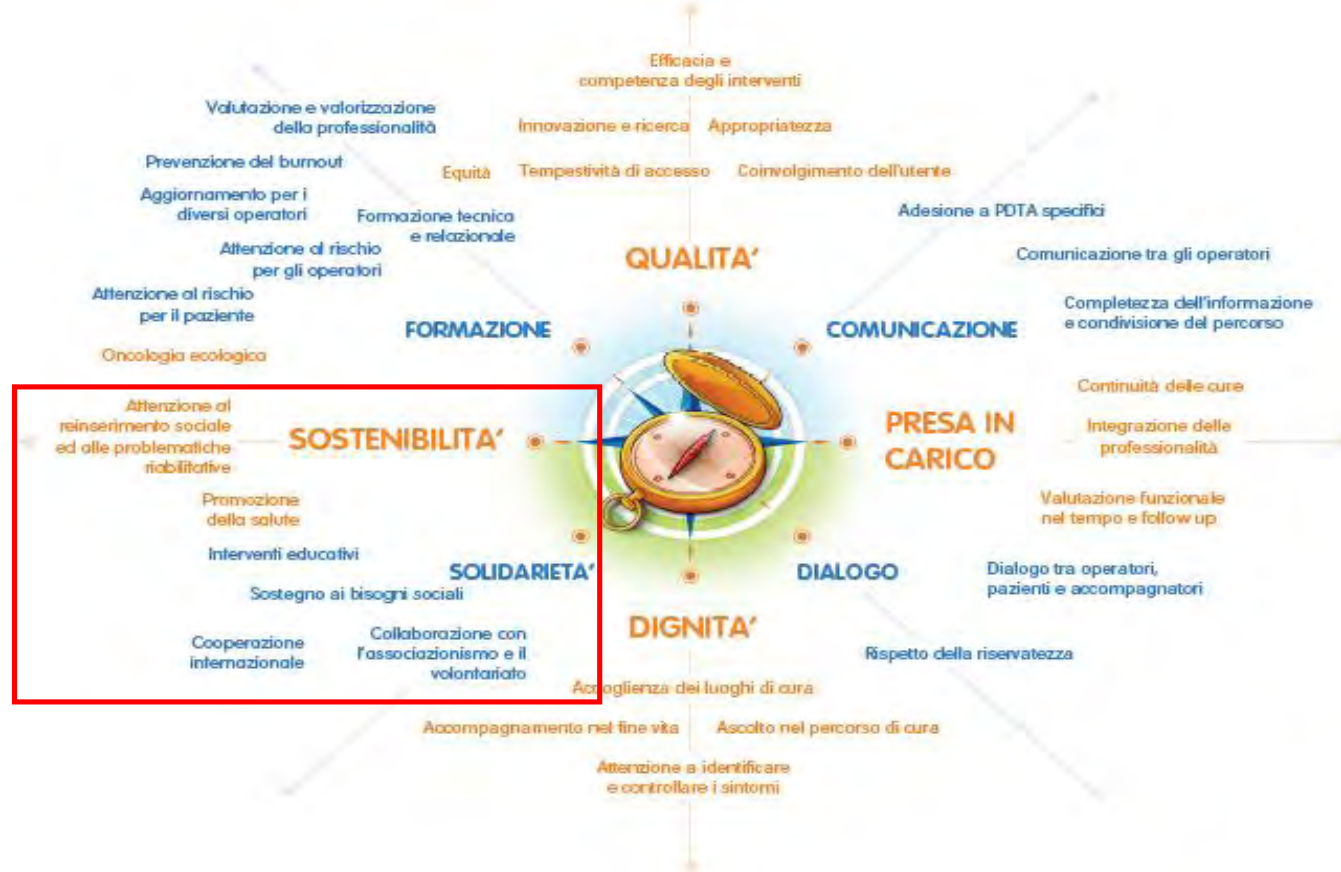 Efficacia e
competenza degli interventi
Innovazione e ricerca
Appropriatezza
Equità
Tempestività di accesso
Coinvolgimento dell'utente
QUALITA'
Valutazione e valorizzazione
della professionalità
Prevenzione del burnout
Aggiornamento per i
diversi operatori
Formazione tecnica
e relazionale
Attenzione al rischio
per gli operatori
Attenzione al rischio
per il paziente
FORMAZIONE
Adesione a PDTA specifici
Comunicazione tra gli operatori
Completezza dell'informazione
e condivisione del percorso
COMUNICAZIONE
Oncologia ecologica
Attenzione al
reinserimento sociale
ed alle problematiche
riabilitative
SOSTENIBILITA'
Promozione
della salute
Continuità delle cure
PRESA IN
CARICO
Integrazione delle
professionalità
Valutazione funzionale
nel tempo e follow up
Interventi educativi
SOLIDARIETA'
Sostegno ai bisogni sociali
Cooperazione
internazionale
Collaborazione con
l'associazionismo e il
volontariato
DIALOGO
Dialogo tra operatori,
pazienti e accompagnatori
Rispetto della riservatezza
DIGNITA'
Accoglienza dei luoghi di cura
Accompagnamento nel fine vita
Ascolto nel percorso di cura
Attenzione a identificare
e controllare i sintomi